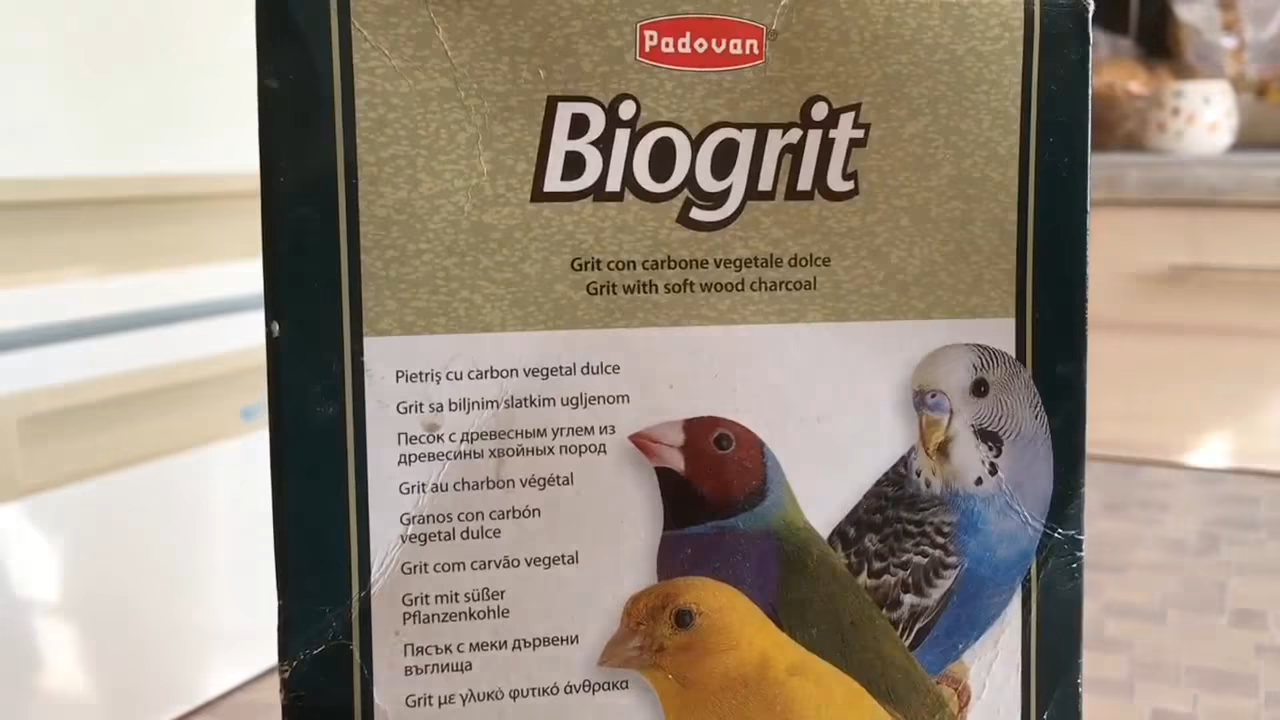 Padovan
Biogrit
Grit con carbone vegetale dolce
Grit with soft wood charcoal
Pietriş cu carbon vegetal dulce
Grit sa biljnim slatkim ugljenom
Песок с древесным углем из
древесины хвойных пород
Grit au charbon végétal
Granos con carbón
vegetal dulce
Grit com carvão vegetal
Grit mit süßer
Pflanzenkohle
Пясък с меки дървени
въглища
Grit με γλυκὸ φυτικό άνθρακα